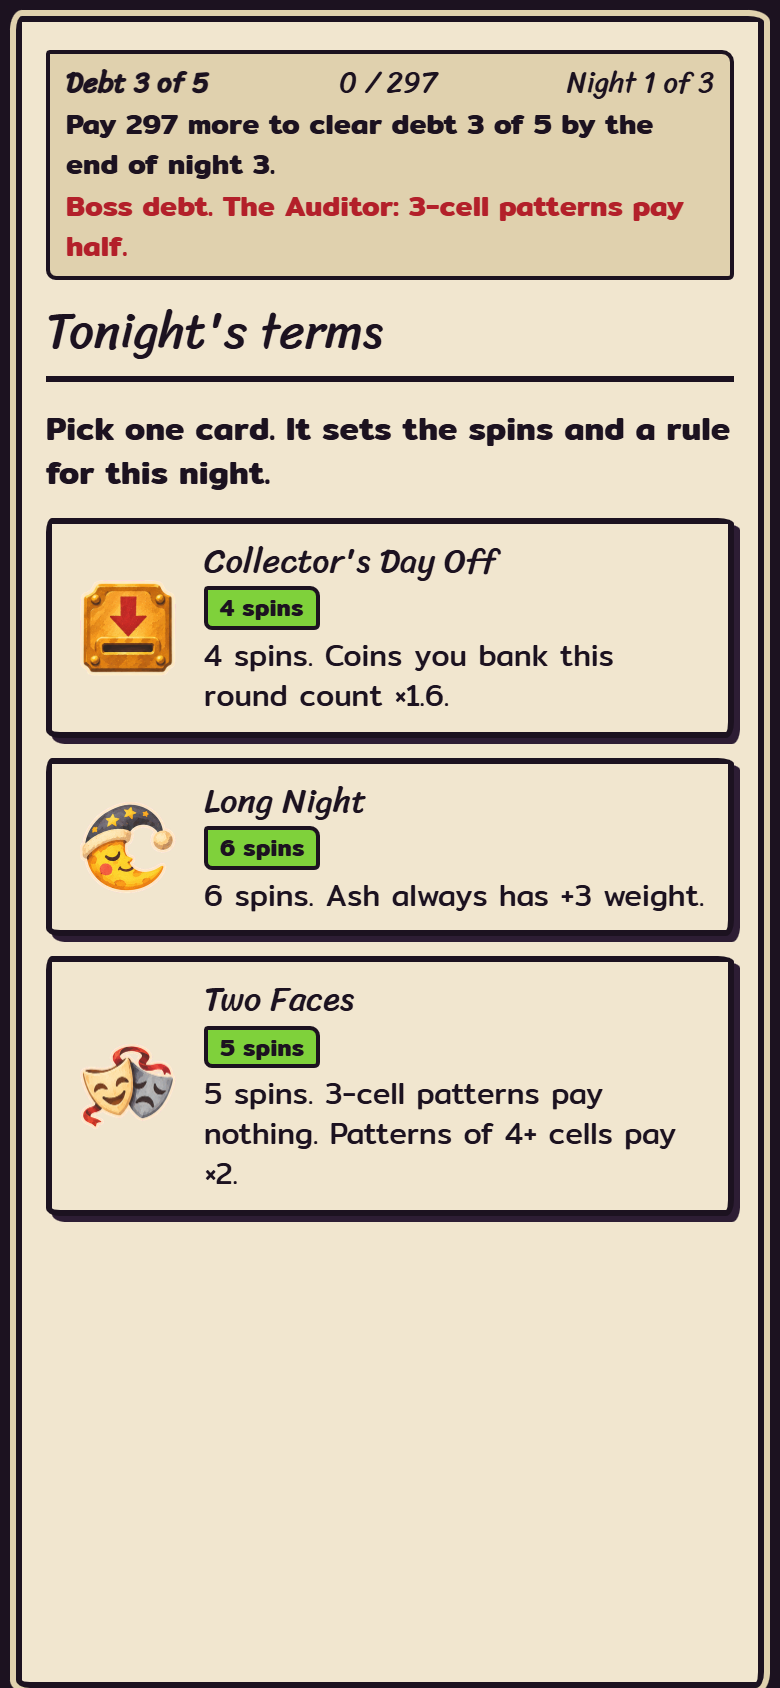 Debt 3 of 5 0 / 297 Night 1 of 3
Pay 297 more to clear debt 3 of 5 by the
end of night 3.
Boss debt. The Auditor: 3-cell patterns pay
half.
Tonight's terms
Pick one card. It sets the spins and a rule
for this night.
Collector's Day Off
4 spins
4 spins. Coins you bank this
round count ×1.6.
Long Night
6 spins
6 spins. Ash always has +3 weight.
Two Faces
5 spins
5 spins. 3-cell patterns pay
nothing. Patterns of 4+ cells pay
×2.